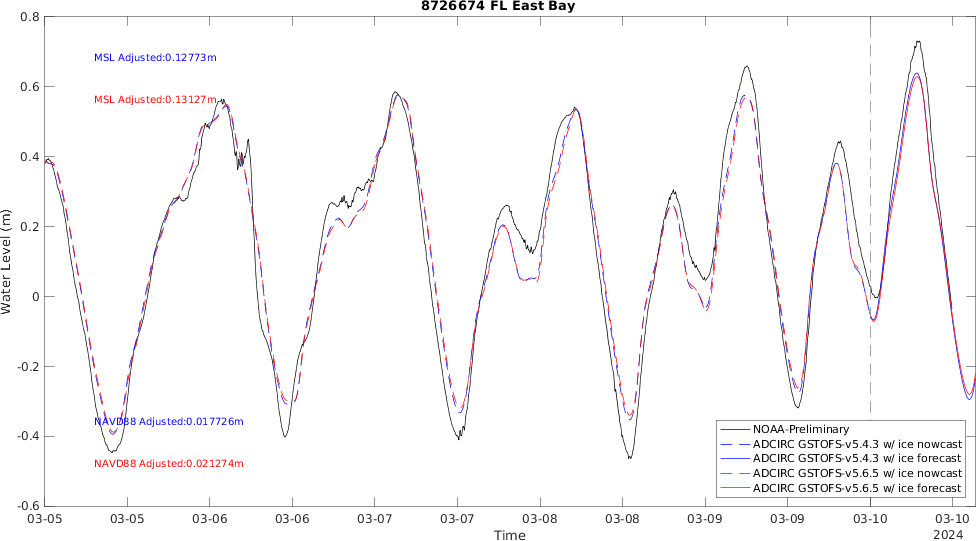 8726674 FL East Bay
MSL Adjusted:0.12773m
MSL Adjusted:0.13127m
NAVD88 Adjusted:0.017726m
NAVD88 Adjusted:0.021274m
Water Level (m)
0.8
0.6
0.4
0.2
0
-0.2
-0.4
-0.6
NOAA-Preliminary
ADCIRC GSTOFS-v5.4.3 w/ ice nowcast
ADCIRC GSTOFS-v5.4.3 w/ ice forecast
ADCIRC GSTOFS-v5.6.5 w/ ice nowcast
ADCIRC GSTOFS-v5.6.5 w/ ice forecast
03-05 03-05 03-06 03-06 03-07 03-07 03-08 03-08 03-09 03-09 03-10 03-10
2024
Time